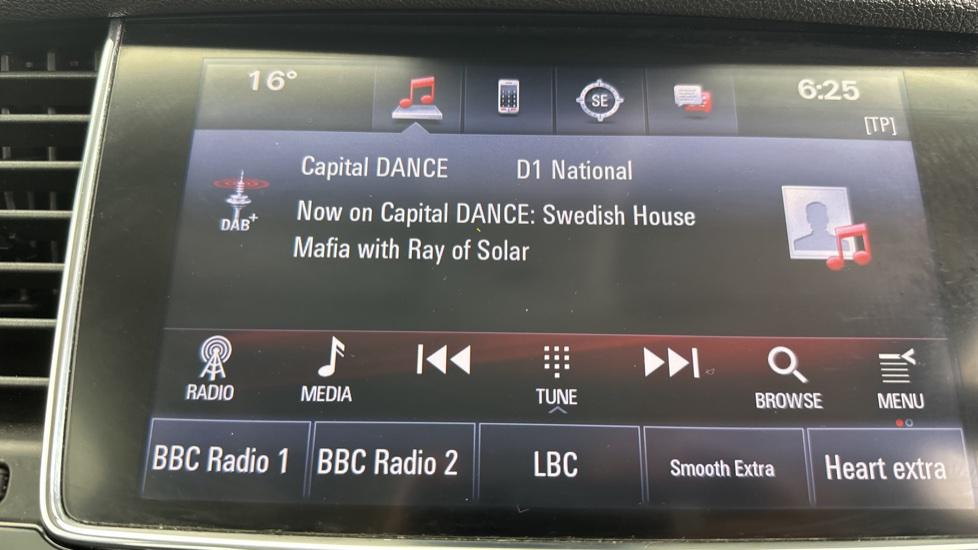 16°
SE
6:25
[TP]
Capital DANCE D1 National
DAB+
Now on Capital DANCE: Swedish House
Mafia with Ray of Solar
RADIO
MEDIA
TUNE
BROWSE
MENU
BBC Radio 1
BBC Radio 2
LBC
Smooth Extra
Heart extra